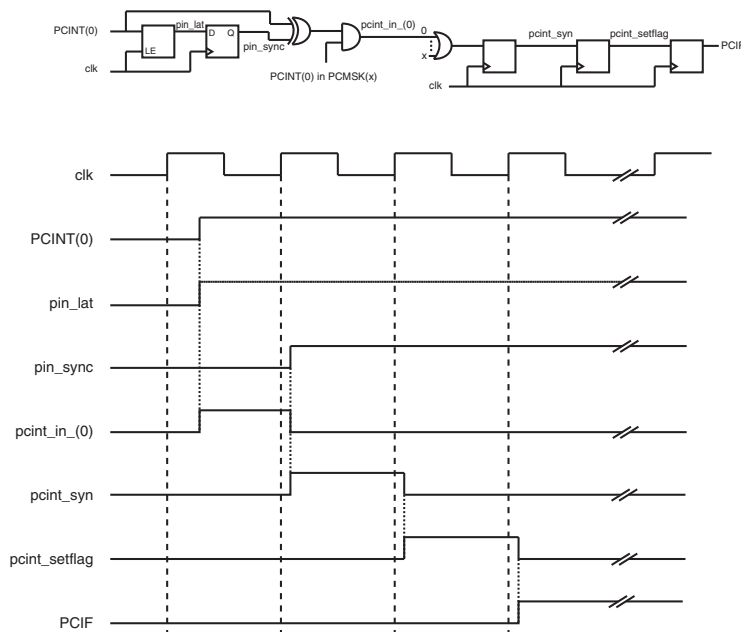 PCINT(0)
pin_lat
D Q
LE
pin_sync
clk
PCINT(0) in PCMSK(x)
pcint_in_(0)
0
x
clk
pcint_syn
pcint_setflag
PCIF
clk
PCINT(0)
pin_lat
pin_sync
pcint_in_(0)
pcint_syn
pcint_setflag
PCIF